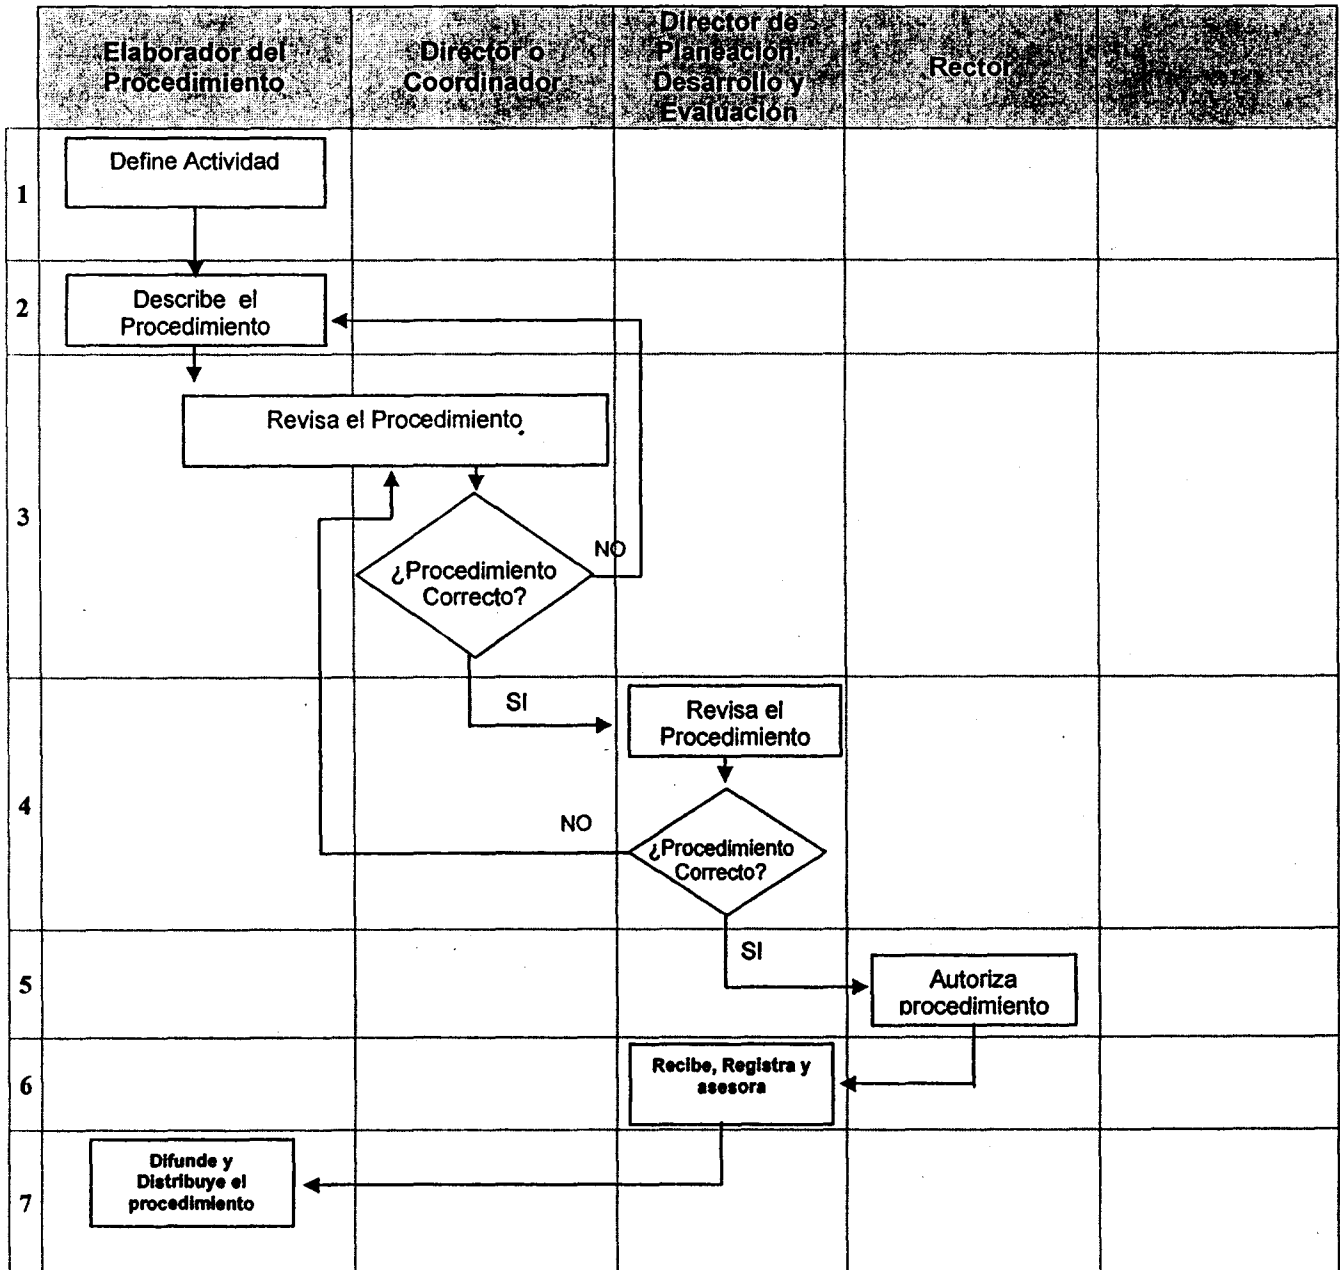 Elaborador del
Procedimiento
Director o
Coordinador
Director de
Planeación,
Desarrollo y
Evaluación
Rector
1
Define Actividad
2
Describe el
Procedimiento
3
Revisa el Procedimiento
¿Procedimiento
Correcto?
NO
SI
4
Revisa el
Procedimiento
¿Procedimiento
Correcto?
NO
SI
5
Autoriza
procedimiento
6
Recibe, Registra y
asesora
7
Difunde y
Distribuye el
procedimiento